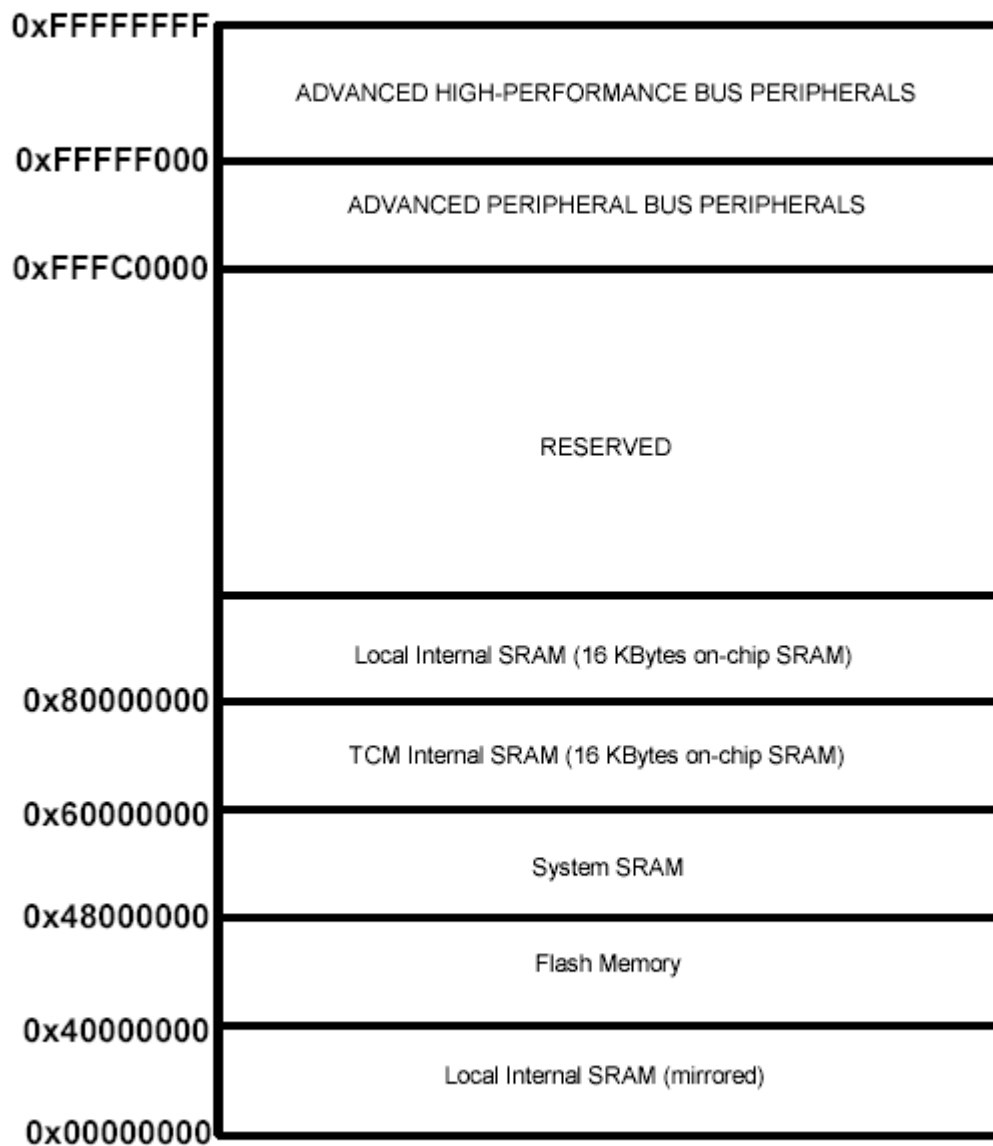 0xFFFFFFFF
ADVANCED HIGH-PERFORMANCE BUS PERIPHERALS
0xFFFFF000
ADVANCED PERIPHERAL BUS PERIPHERALS
0xFFFC0000
RESERVED
Local Internal SRAM (16 KBytes on-chip SRAM)
0x80000000
TCM Internal SRAM (16 KBytes on-chip SRAM)
0x60000000
System SRAM
0x48000000
Flash Memory
0x40000000
Local Internal SRAM (mirrored)
0x00000000